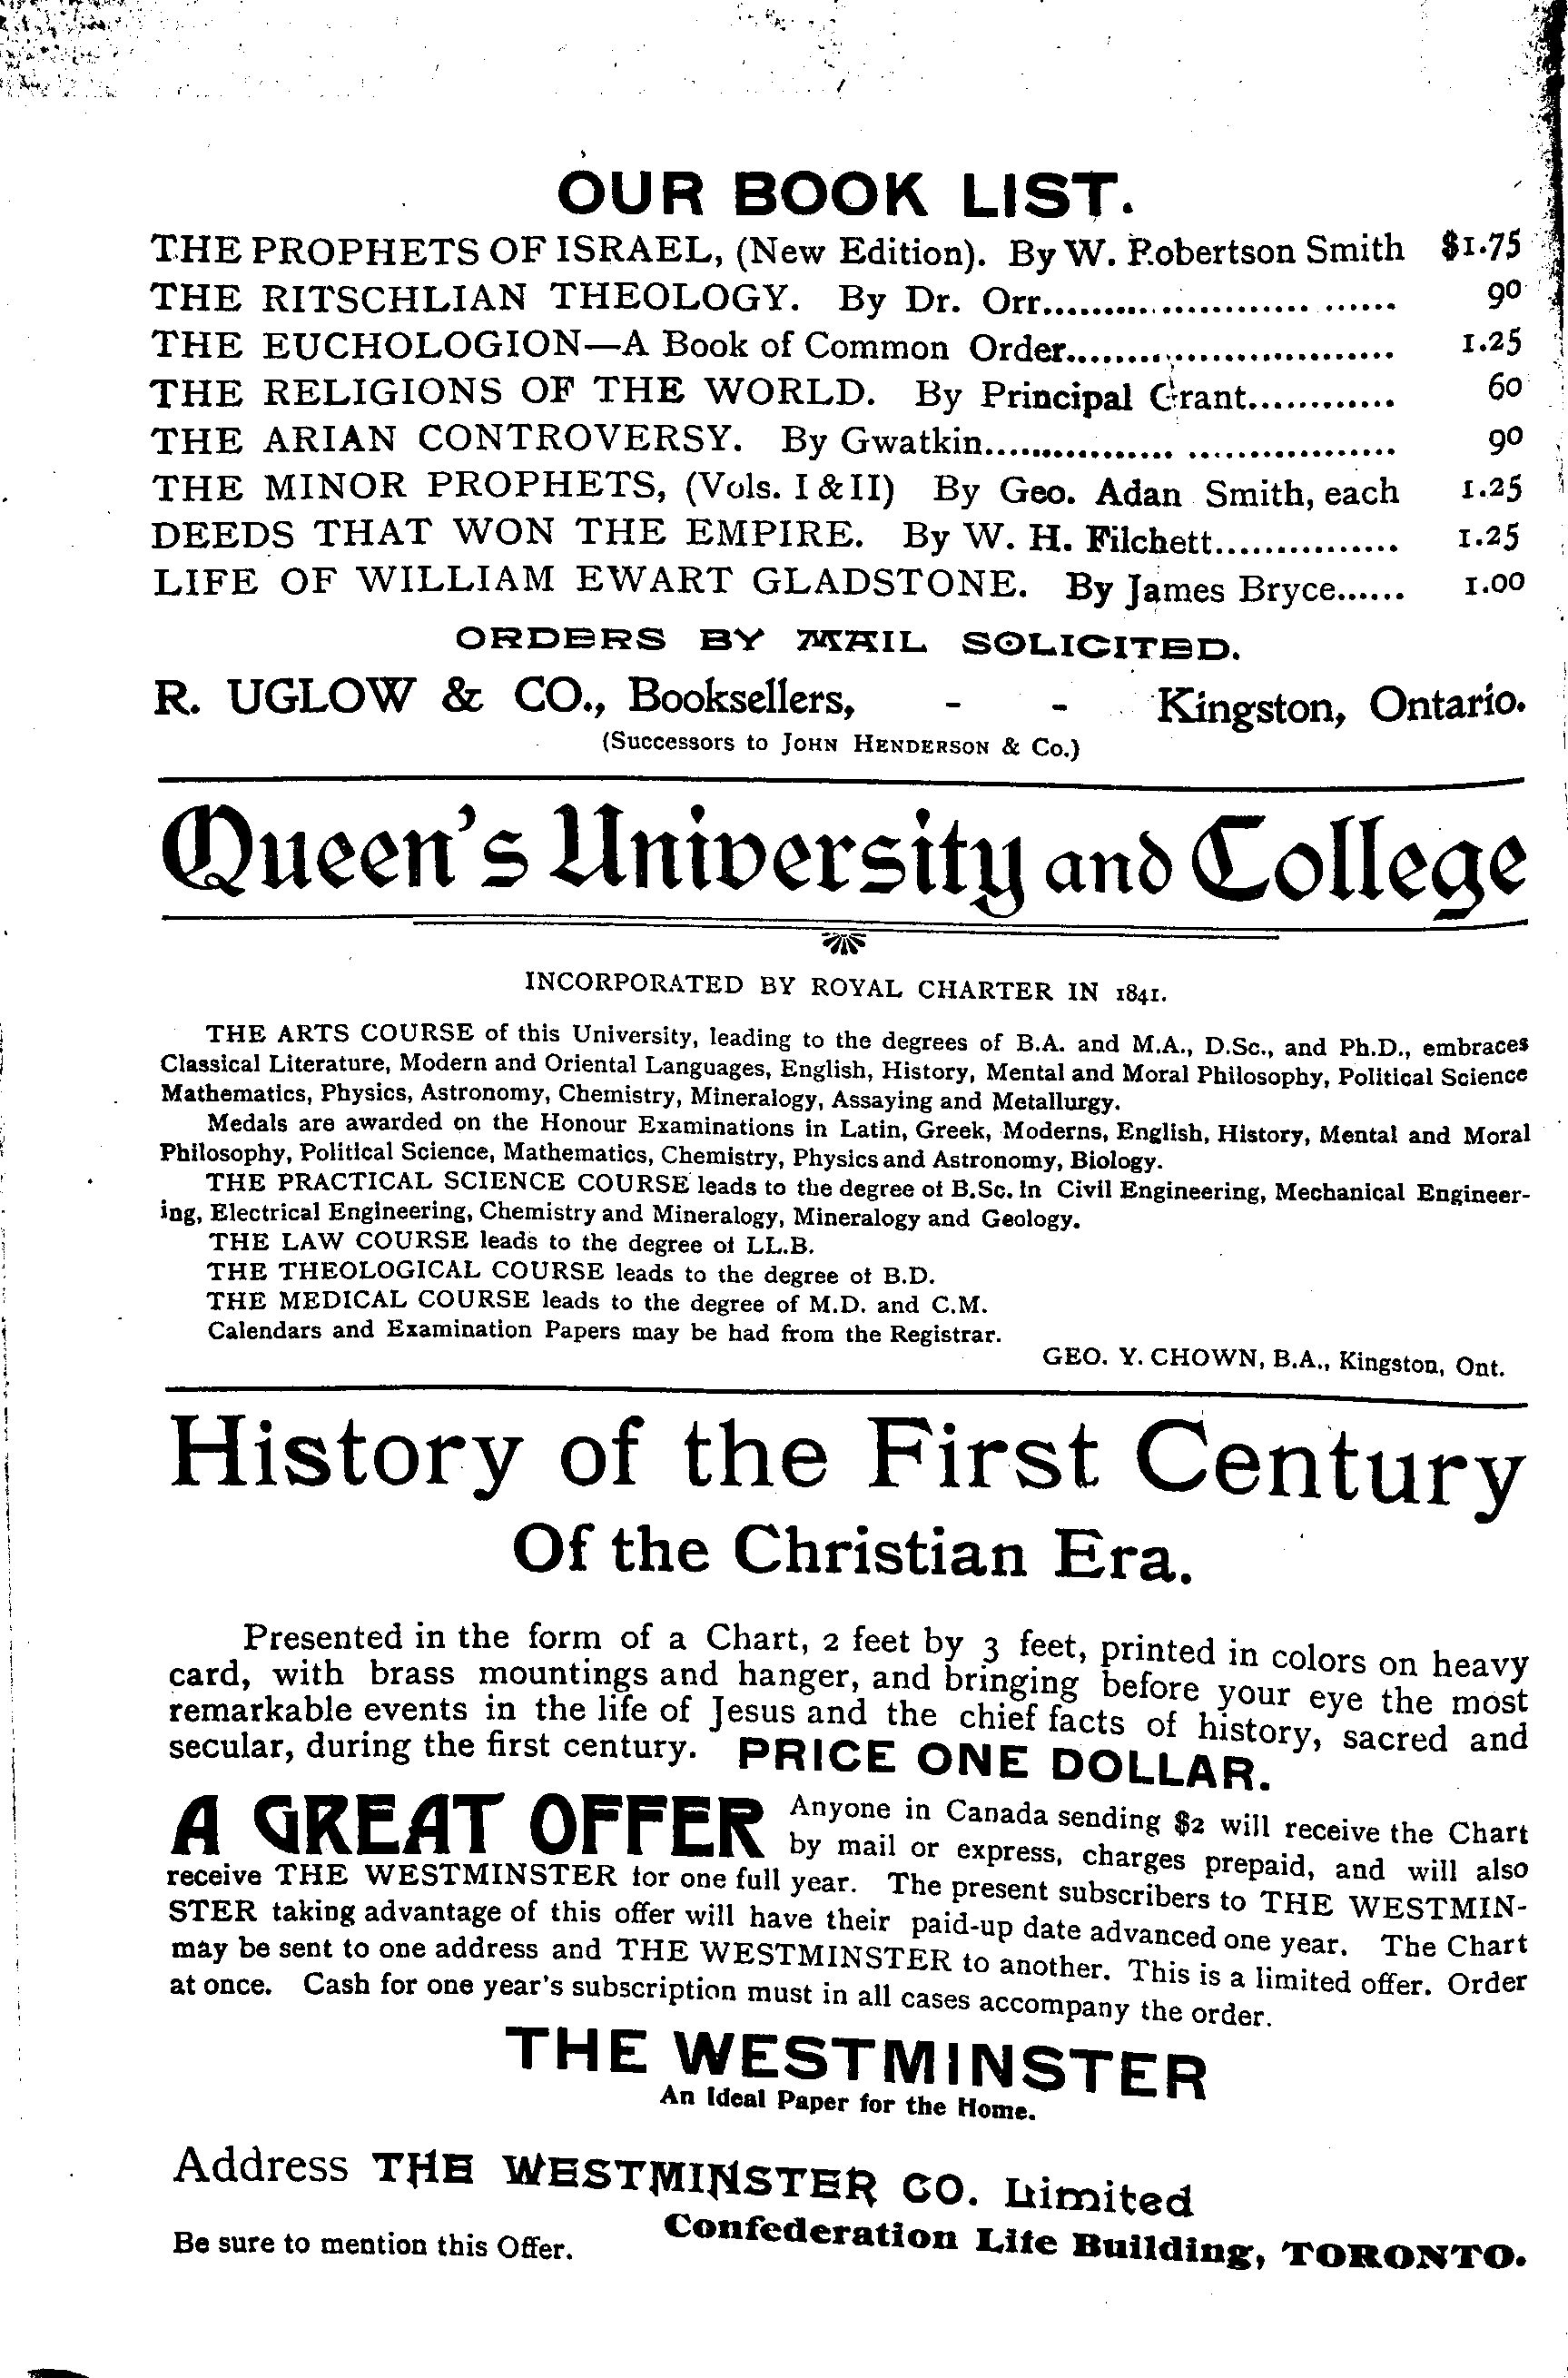 OUR BOOK LIST.
THE PROPHETS OF ISRAEL, (New Edition). By W. Robertson Smith $1.75
THE RITSCHLIAN THEOLOGY. By Dr. Orr............................ 90
THE EUCHOLOGION—A Book of Common Order............................ 1.25
THE RELIGIONS OF THE WORLD. By Principal Grant............ 60
THE ARIAN CONTROVERSY. By Gwatkin................................ 90
THE MINOR PROPHETS, (Vols. I & II) By Geo. Adan Smith, each 1.25
DEEDS THAT WON THE EMPIRE. By W. H. Filchett............... 1.25
LIFE OF WILLIAM EWART GLADSTONE. By James Bryce...... 1.00
ORDERS BY MAIL SOLICITED.
R. UGLOW & CO., Booksellers, - - Kingston, Ontario.
(Successors to JOHN HENDERSON & Co.)
Queen's University and College
INCORPORATED BY ROYAL CHARTER IN 1841.
THE ARTS COURSE of this University, leading to the degrees of B.A. and M.A., D.Sc., and Ph.D., embraces
Classical Literature, Modern and Oriental Languages, English, History, Mental and Moral Philosophy, Political Science
Mathematics, Physics, Astronomy, Chemistry, Mineralogy, Assaying and Metallurgy.
Medals are awarded on the Honour Examinations in Latin, Greek, Moderns, English, History, Mental and Moral
Philosophy, Political Science, Mathematics, Chemistry, Physics and Astronomy, Biology.
THE PRACTICAL SCIENCE COURSE leads to the degree of B.Sc. in Civil Engineering, Mechanical Engineer-
ing, Electrical Engineering, Chemistry and Mineralogy, Mineralogy and Geology.
THE LAW COURSE leads to the degree of LL.B.
THE THEOLOGICAL COURSE leads to the degree of B.D.
THE MEDICAL COURSE leads to the degree of M.D. and C.M.
Calendars and Examination Papers may be had from the Registrar.
GEO. Y. CHOWN, B.A., Kingston, Ont.
History of the First Century
Of the Christian Era.
Presented in the form of a Chart, 2 feet by 3 feet, printed in colors on heavy
card, with brass mountings and hanger, and bringing before your eye the most
remarkable events in the life of Jesus and the chief facts of history, sacred and
secular, during the first century. PRICE ONE DOLLAR.
A GREAT OFFER Anyone in Canada sending $2 will receive the Chart
by mail or express, charges prepaid, and will also
receive THE WESTMINSTER for one full year. The present subscribers to THE WESTMIN-
STER taking advantage of this offer will have their paid-up date advanced one year. The Chart
may be sent to one address and THE WESTMINSTER to another. This is a limited offer. Order
at once. Cash for one year's subscription must in all cases accompany the order.
THE WESTMINSTER
An Ideal Paper for the Home.
Address THE WESTMINSTER CO. Limited
Be sure to mention this Offer. Confederation Life Building, TORONTO.